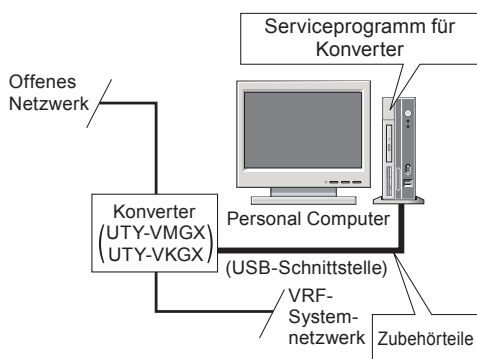 Serviceprogramm für
Konverter
Offenes
Netzwerk
Konverter
(UTY-VMGX
UTY-VKGX)
Personal Computer
(USB-Schnittstelle)
VRF-
System-
netzwerk
Zubehörteile